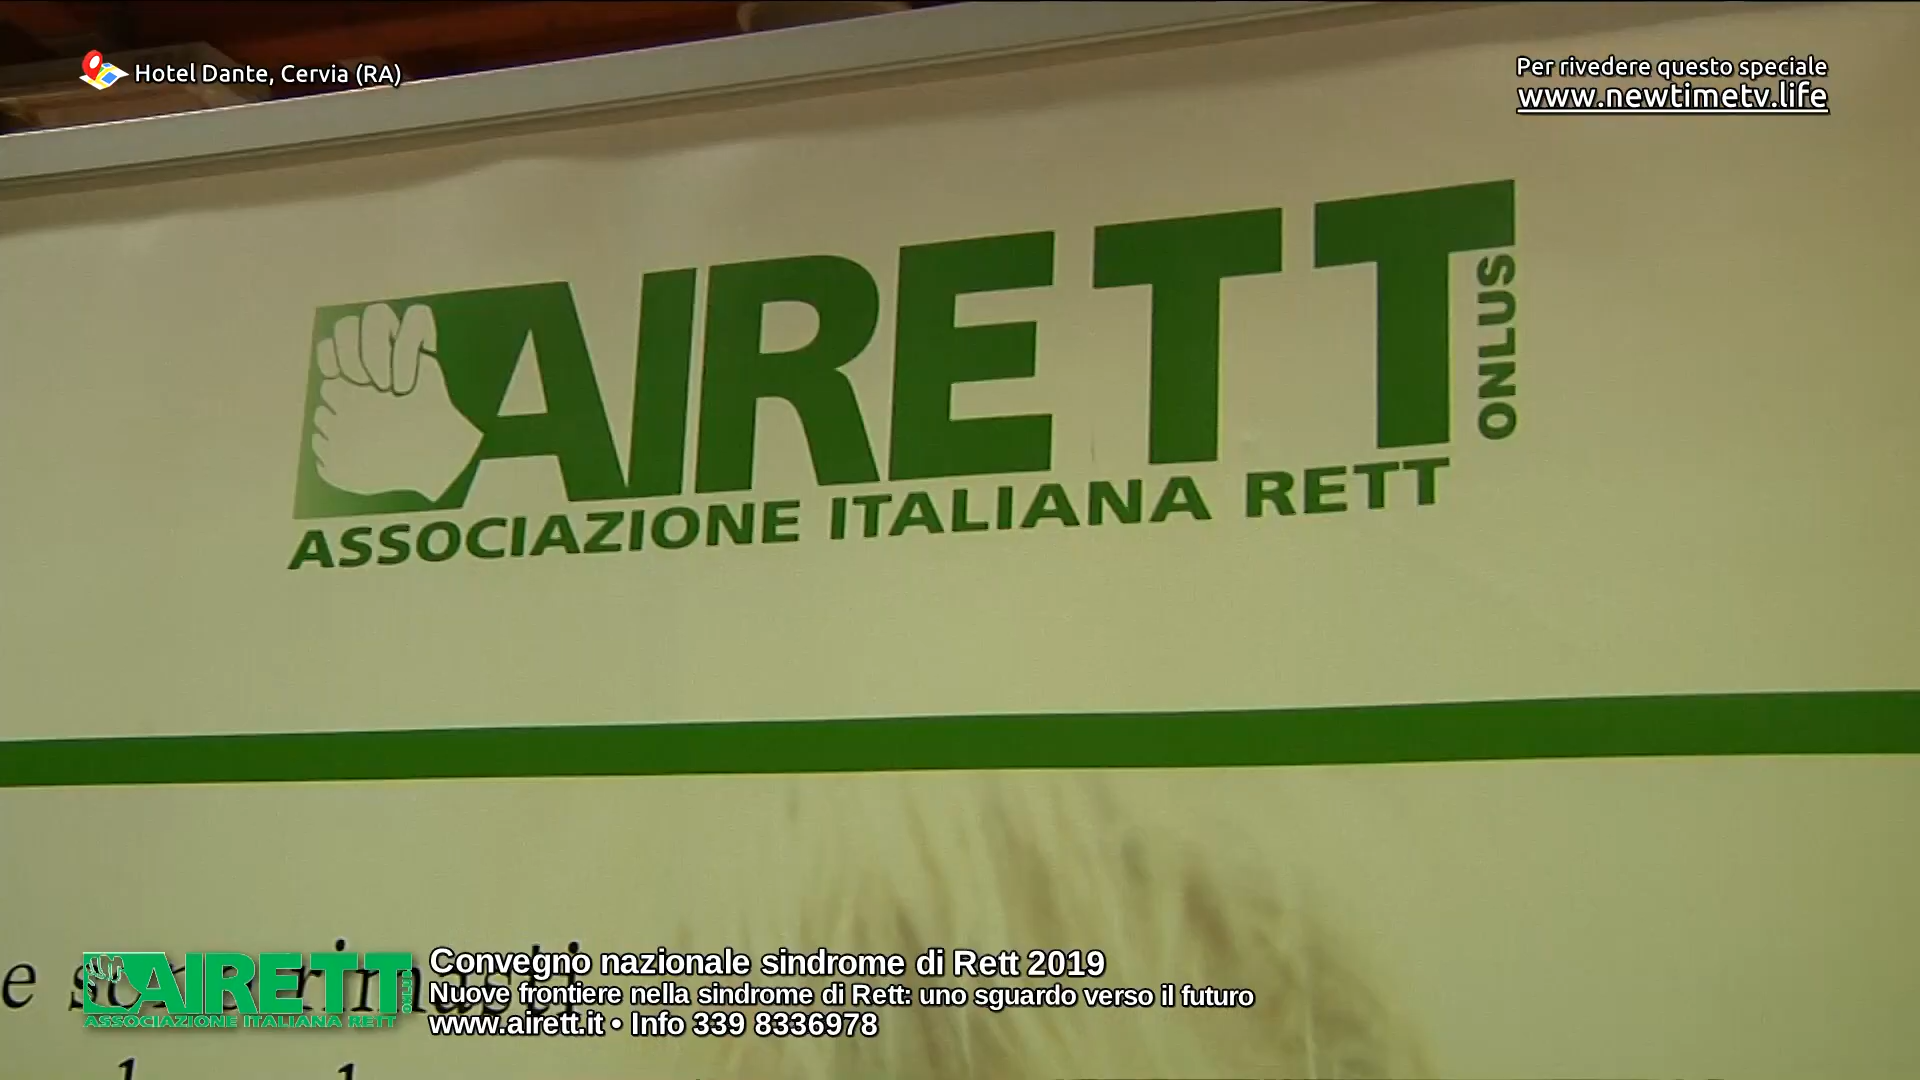 Hotel Dante, Cervia (RA)
Per rivedere questo speciale
www.newtimetv.life
AIRETT
ONLUS
ASSOCIAZIONE ITALIANA RETT
AIRETT
ONLUS
ASSOCIAZIONE ITALIANA RETT
Convegno nazionale sindrome di Rett 2019
Nuove frontiere nella sindrome di Rett: uno sguardo verso il futuro
www.airett.it • Info 339 8336978